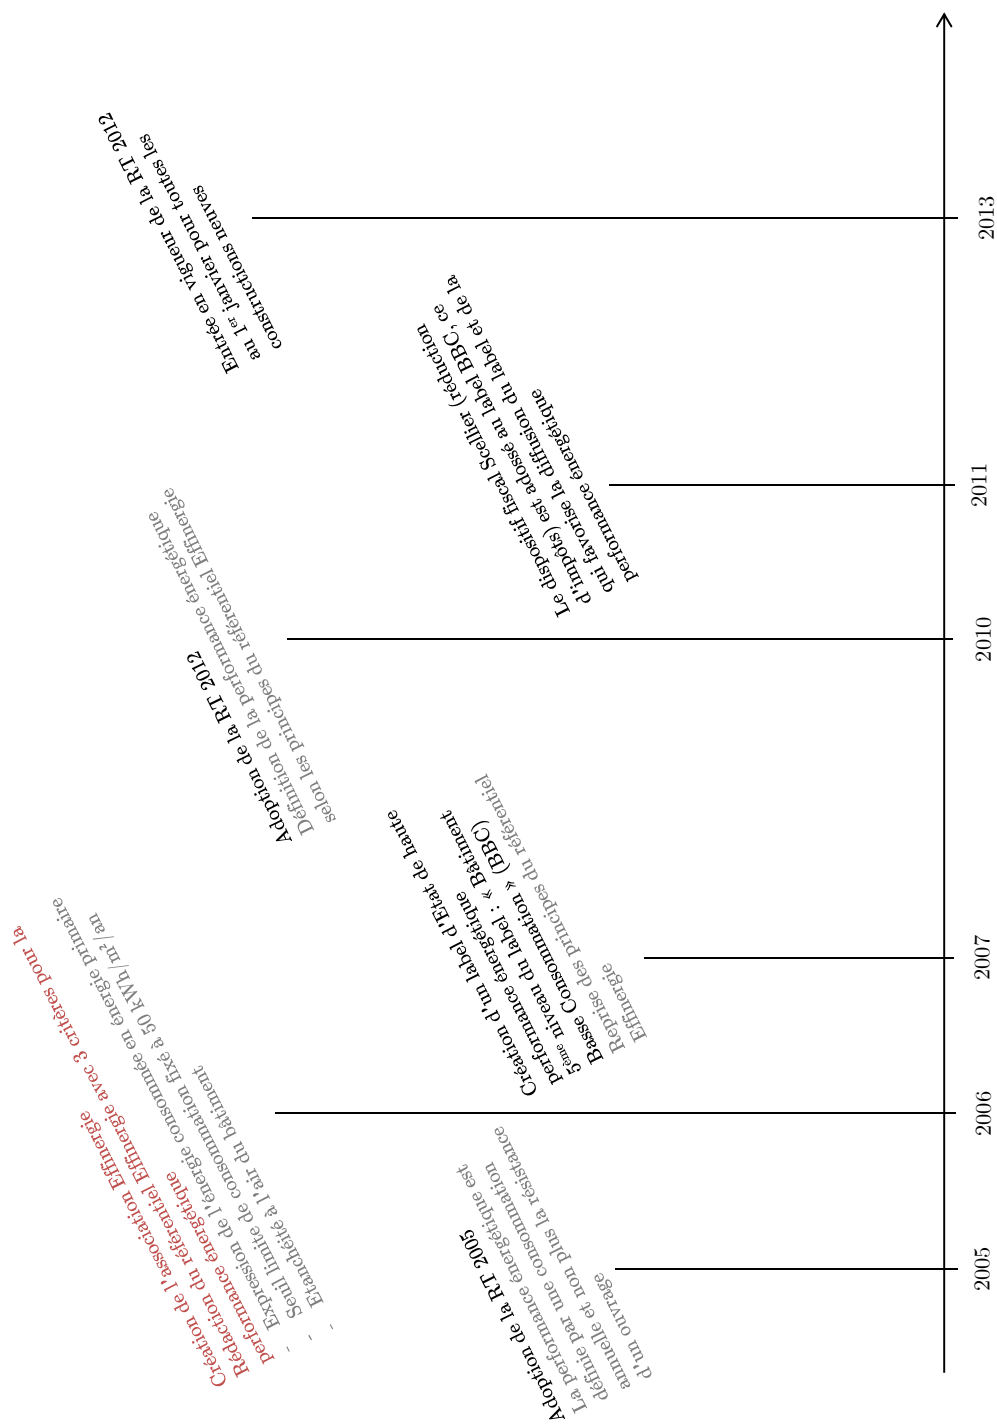 Adoption de la RT 2005
La performance énergétique est
définie par une consommation
annuelle et non plus la résistance
d'un ouvrage
2005
Création de l'association Effinergie
Rédaction du référentiel Effinergie avec 3 critères pour la
performance énergétique
- Expression de l'énergie consommée en énergie primaire
- Seuil limite de consommation fixé à 50 kWh/m²/an
- Etanchéité à l'air du bâtiment
2006
Création d'un label d'Etat de haute
performance énergétique
5ème niveau du label : « Bâtiment
Basse Consommation » (BBC)
Reprise des principes du référentiel
Effinergie
2007
Adoption de la RT 2012
Définition de la performance énergétique
selon les principes du référentiel Effinergie
2010
Le dispositif fiscal Scellier (réduction
d'impôts) est adossé au label BBC, ce
qui favorise la diffusion du label et de la
performance énergétique
2011
Entrée en vigueur de la RT 2012
au 1er janvier pour toutes les
constructions neuves
2013